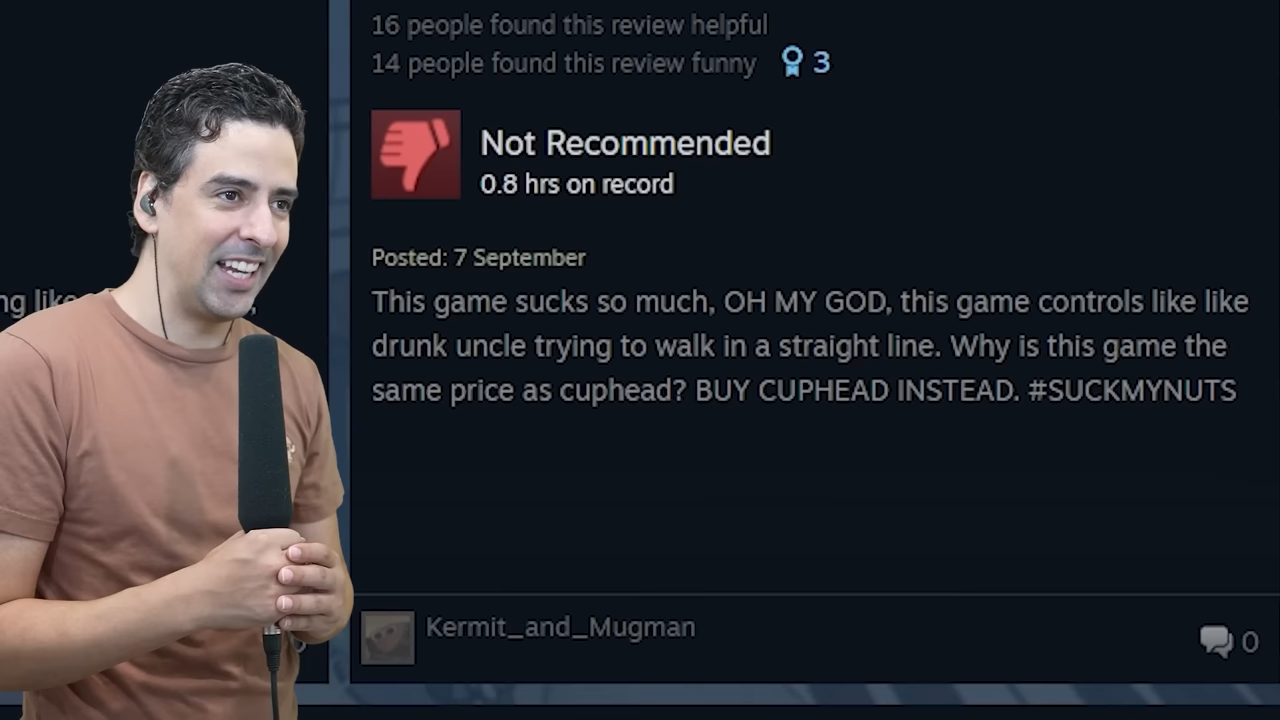 16 people found this review helpful
14 people found this review funny 3
Not Recommended
0.8 hrs on record
Posted: 7 September
ng like
This game sucks so much, OH MY GOD, this game controls like like
drunk uncle trying to walk in a straight line. Why is this game the
same price as cuphead? BUY CUPHEAD INSTEAD. #SUCKMYNUTS
Kermit_and_Mugman
0